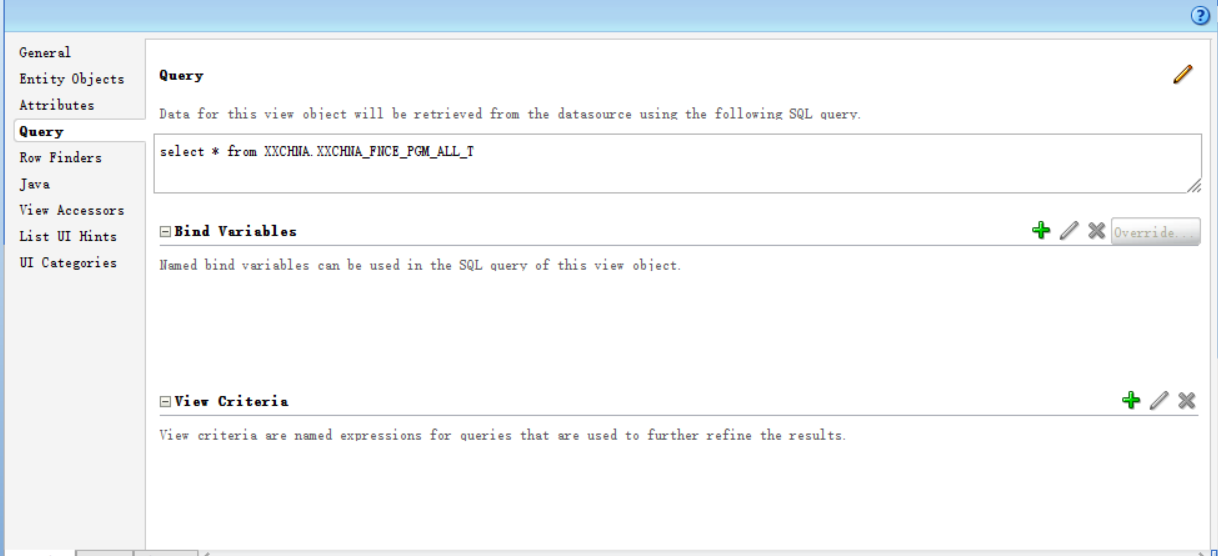 General
Entity Objects
Attributes
Query
Row Finders
Java
View Accessors
List UI Hints
UI Categories
Query
Data for this view object will be retrieved from the datasource using the following SQL query.
select * from XXCHNA.XXCHNA_FNCE_PGM_ALL_T
Bind Variables
Override...
Named bind variables can be used in the SQL query of this view object.
View Criteria
View criteria are named expressions for queries that are used to further refine the results.